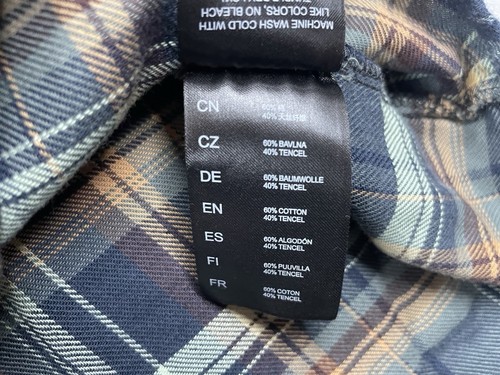 MACHINE WASH COLD WITH
LIKE COLORS, NO BLEACH
CN
60%
40%
CZ
60% BAVLNA
40% TENCEL
DE
60% BAUMWOLLE
40% TENCEL
EN
60% COTTON
40% TENCEL
ES
60% ALGODÓN
40% TENCEL
FI
60% PUUVILLA
40% TENCEL
FR
60% COTON
40% TENCEL